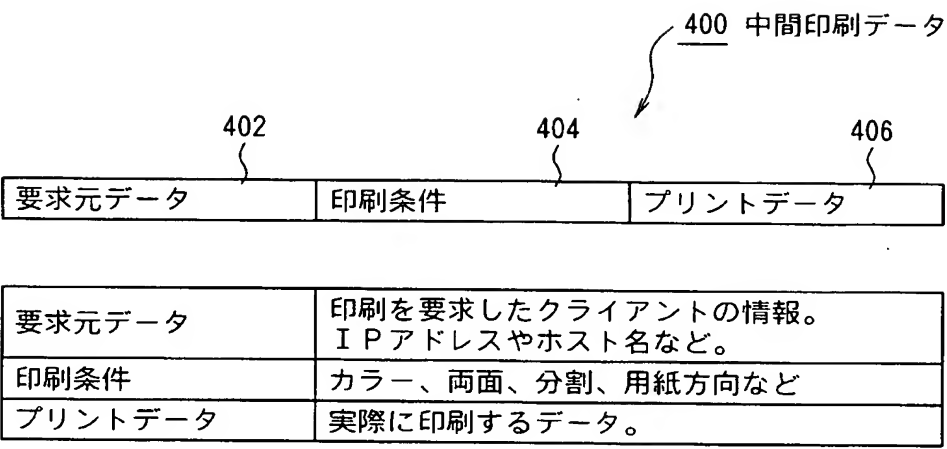 400 中間印刷データ
402 404 406
要求元データ 印刷条件 プリントデータ
要求元データ 印刷を要求したクライアントの情報。
ＩＰアドレスやホスト名など。
印刷条件 カラー、両面、分割、用紙方向など
プリントデータ 実際に印刷するデータ。